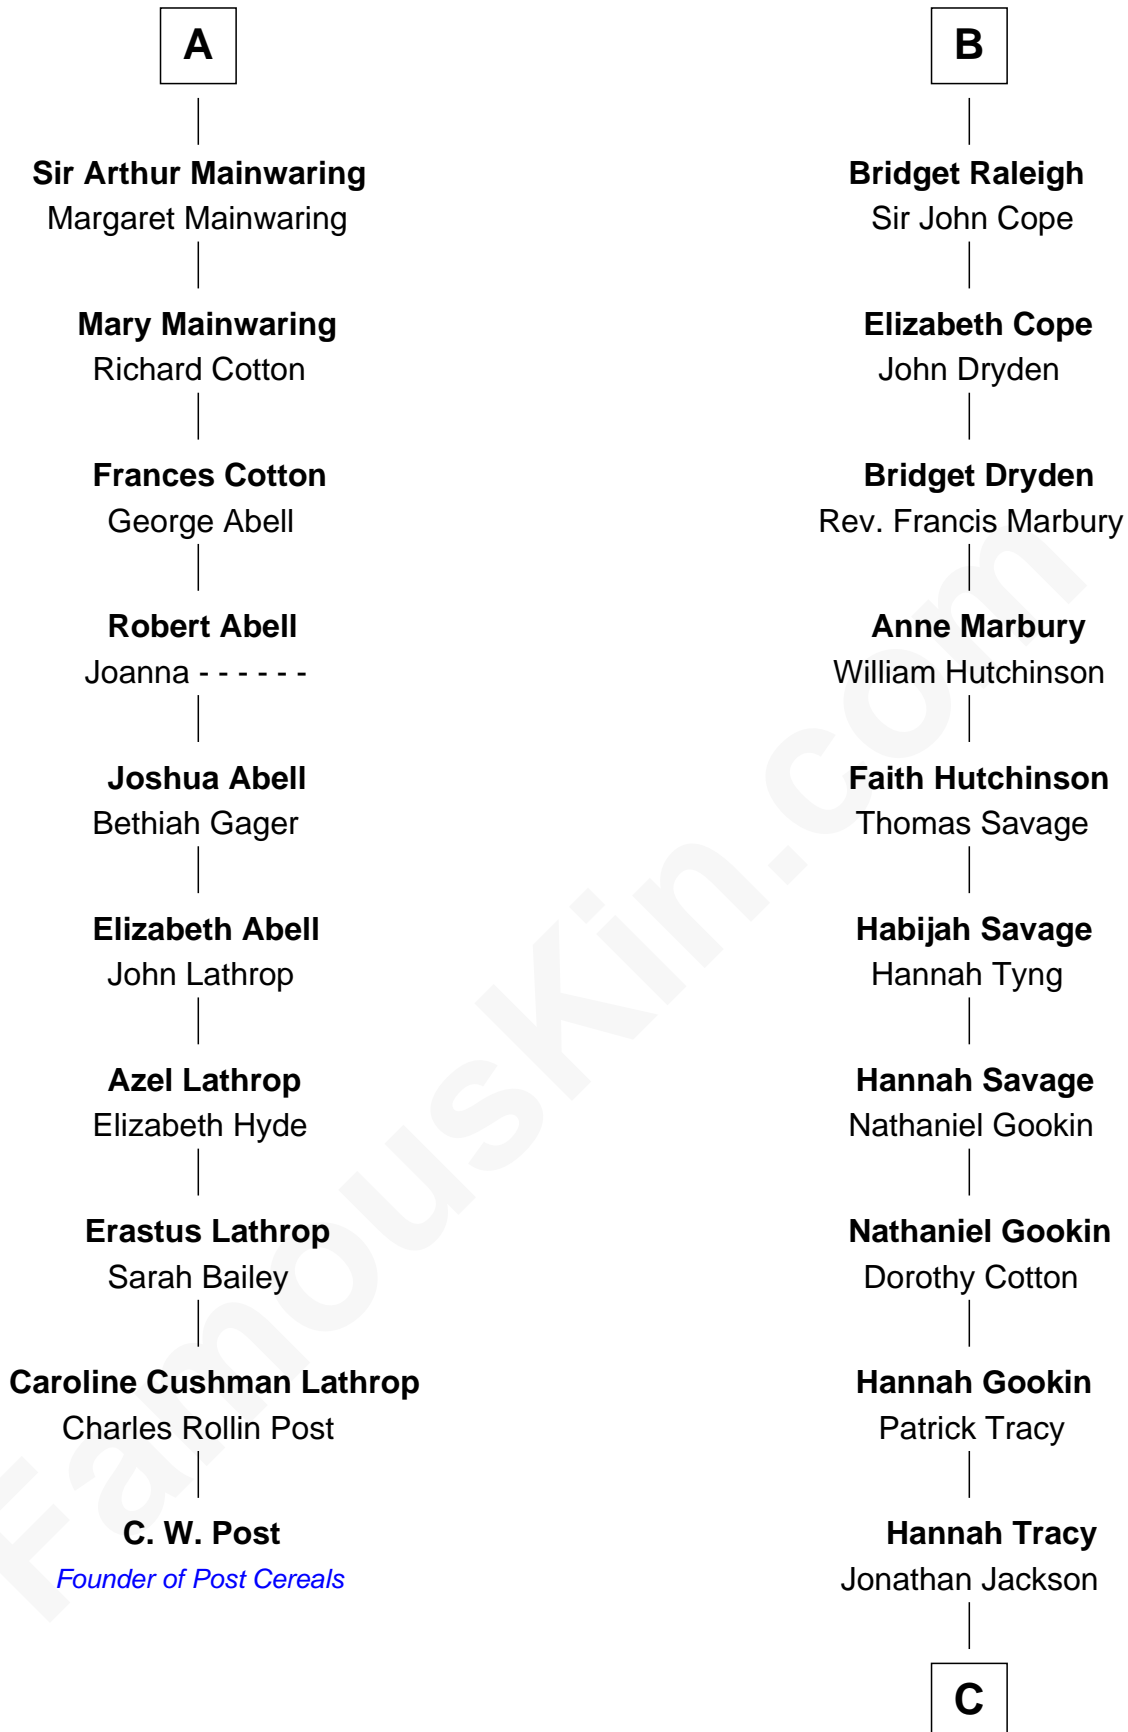 A
Sir Arthur Mainwaring
Margaret Mainwaring
Mary Mainwaring
Richard Cotton
Frances Cotton
George Abell
Robert Abell
Joanna - - - - - -
Joshua Abell
Bethiah Gager
Elizabeth Abell
John Lathrop
Azel Lathrop
Elizabeth Hyde
Erastus Lathrop
Sarah Bailey
Caroline Cushman Lathrop
Charles Rollin Post
C. W. Post
Founder of Post Cereals
B
Bridget Raleigh
Sir John Cope
Elizabeth Cope
John Dryden
Bridget Dryden
Rev. Francis Marbury
Anne Marbury
William Hutchinson
Faith Hutchinson
Thomas Savage
Habijah Savage
Hannah Tyng
Hannah Savage
Nathaniel Gookin
Nathaniel Gookin
Dorothy Cotton
Hannah Gookin
Patrick Tracy
Hannah Tracy
Jonathan Jackson
C
FamousKin.com